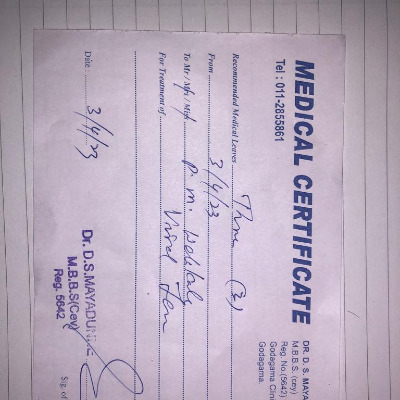 MEDICAL CERTIFICATE
Tel : 011-2855861
DR. D. S. MAYA
M.B.B.S. (cey)
Reg. No.(5642)
Godagama Clin
Godagama.
Recommended Medical Leaves Three (3)
From 3/4/23
To Mr / Mrs / Miss P. M.
For Treatment of Viral
Date : 3/4/23
Dr. D.S.MAYADUNNE
M.B.B.S(Cey)
Reg. 5642
Sig. of